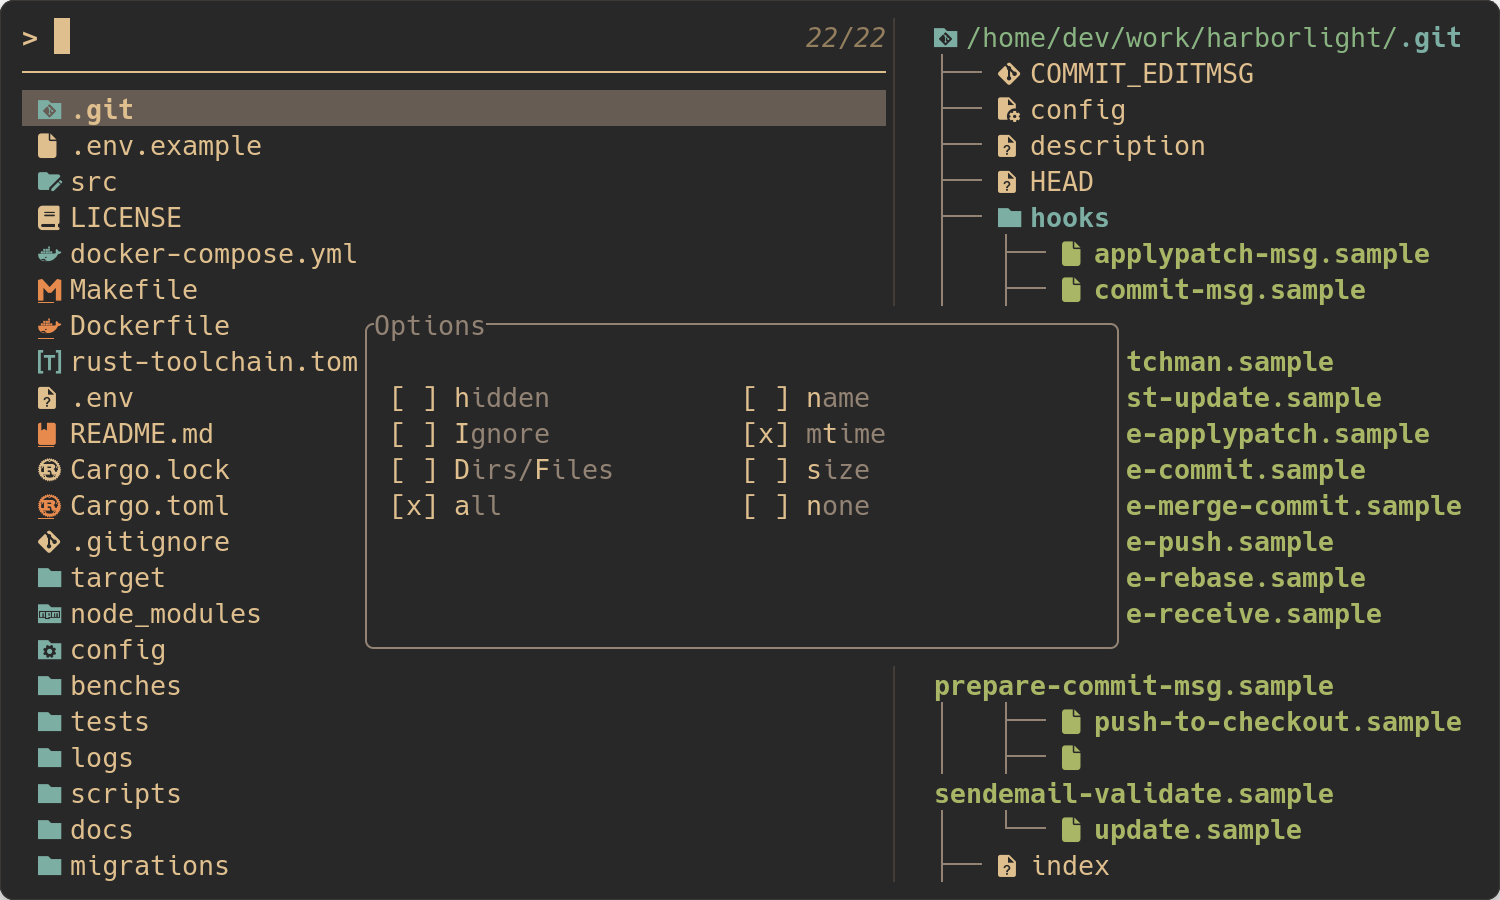 > 22/22
.git
.env.example
src
LICENSE
docker-compose.yml
Makefile
Dockerfile
rust-toolchain.tom
.env
README.md
Cargo.lock
Cargo.toml
.gitignore
target
node_modules
config
benches
tests
logs
scripts
docs
migrations
Options
[ ] hidden
[ ] Ignore
[ ] Dirs/Files
[x] all
[ ] name
[x] mtime
[ ] size
[ ] none
/home/dev/work/harborlight/.git
COMMIT_EDITMSG
config
description
HEAD
hooks
applypatch-msg.sample
commit-msg.sample
tchman.sample
st-update.sample
e-applypatch.sample
e-commit.sample
e-merge-commit.sample
e-push.sample
e-rebase.sample
e-receive.sample
prepare-commit-msg.sample
push-to-checkout.sample
sendemail-validate.sample
update.sample
index